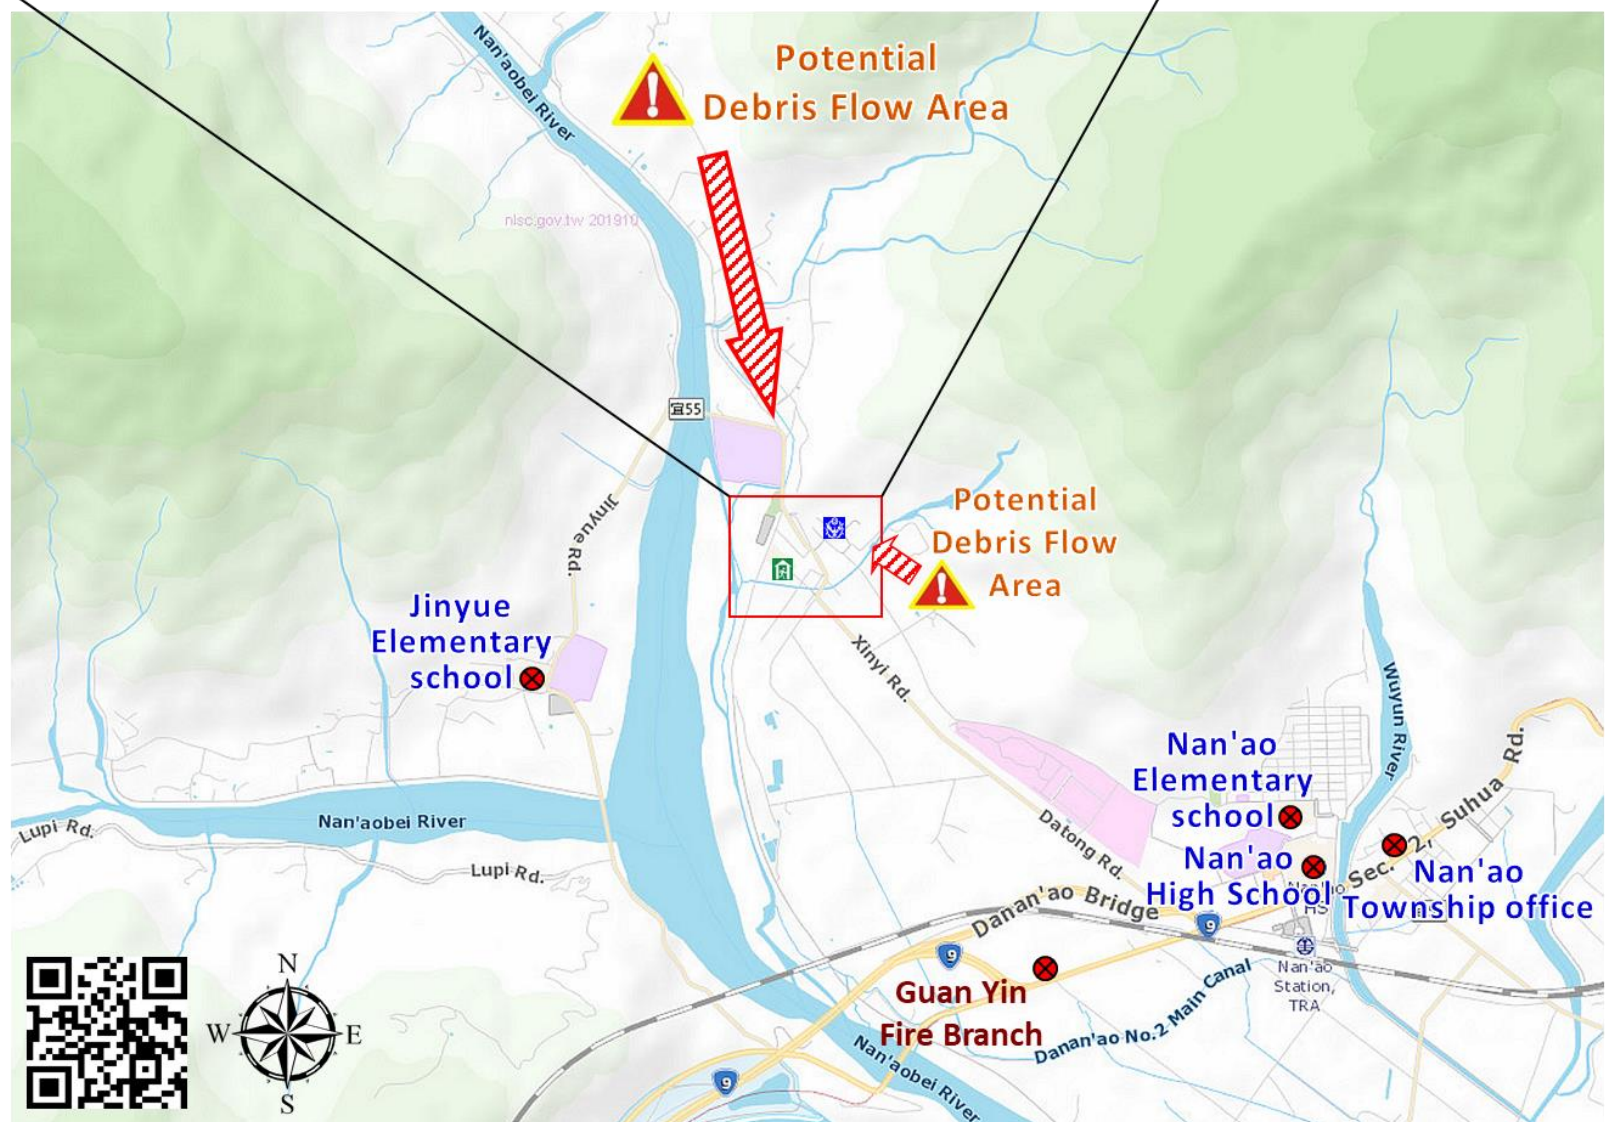 Nan'aobei River
Potential
Debris Flow Area
nlsc.gov.tw 201910
宜55
Jinyue Rd.
Potential
Debris Flow
Area
Jinyue
Elementary
school
Xinyi Rd.
Wuyun River
Nan'ao
Elementary
school
Suhua Rd.
Sec. 2,
Lupi Rd.
Nan'aobei River
Lupi Rd.
Datong Rd.
Nan'ao
High School
Nan'ao
HS
Nan'ao
Township office
Danan'ao Bridge
9
9
Nan'ao
Station,
TRA
Guan Yin
Fire Branch
Danan'ao No.2 Main Canal
Nan'aobei River
9
N
W
E
S